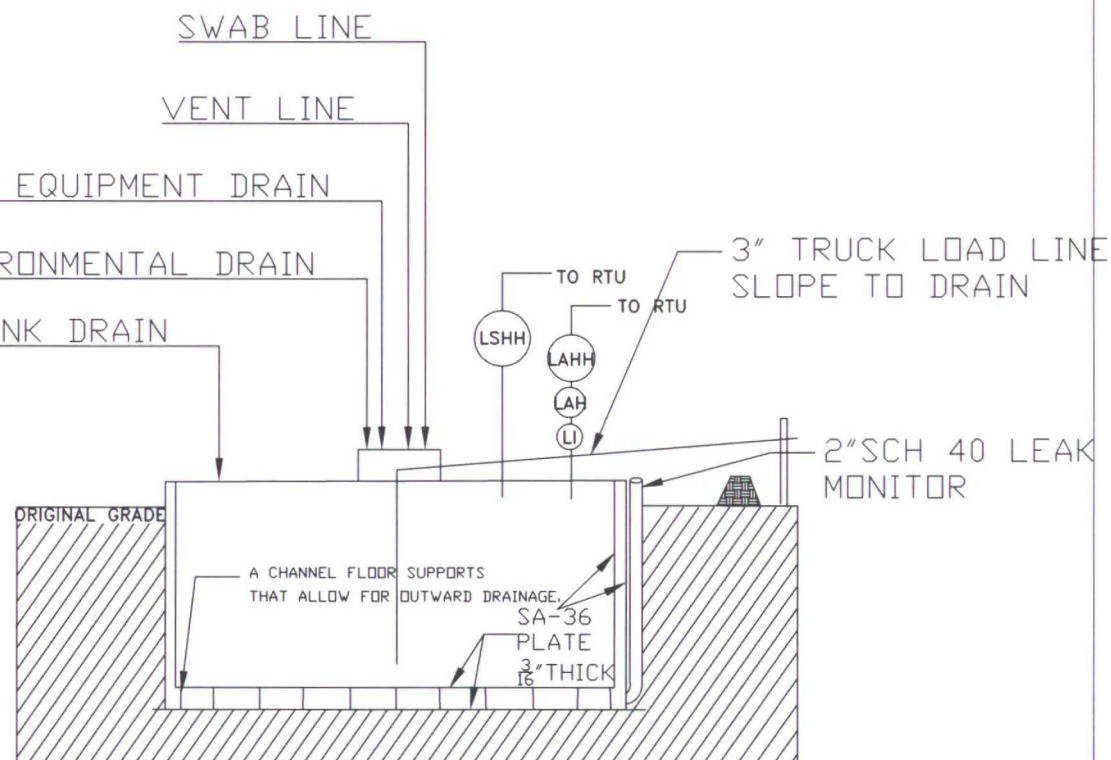 SWAB LINE
VENT LINE
EQUIPMENT DRAIN
RONMENTAL DRAIN
NK DRAIN
TO RTU
TO RTU
3" TRUCK LOAD LINE
SLOPE TO DRAIN
LSHH
LAHH
LAH
LI
2"SCH 40 LEAK
MONITOR
ORIGINAL GRADE
A CHANNEL FLOOR SUPPORTS
THAT ALLOW FOR OUTWARD DRAINAGE.
SA-36
PLATE
3/16"THICK